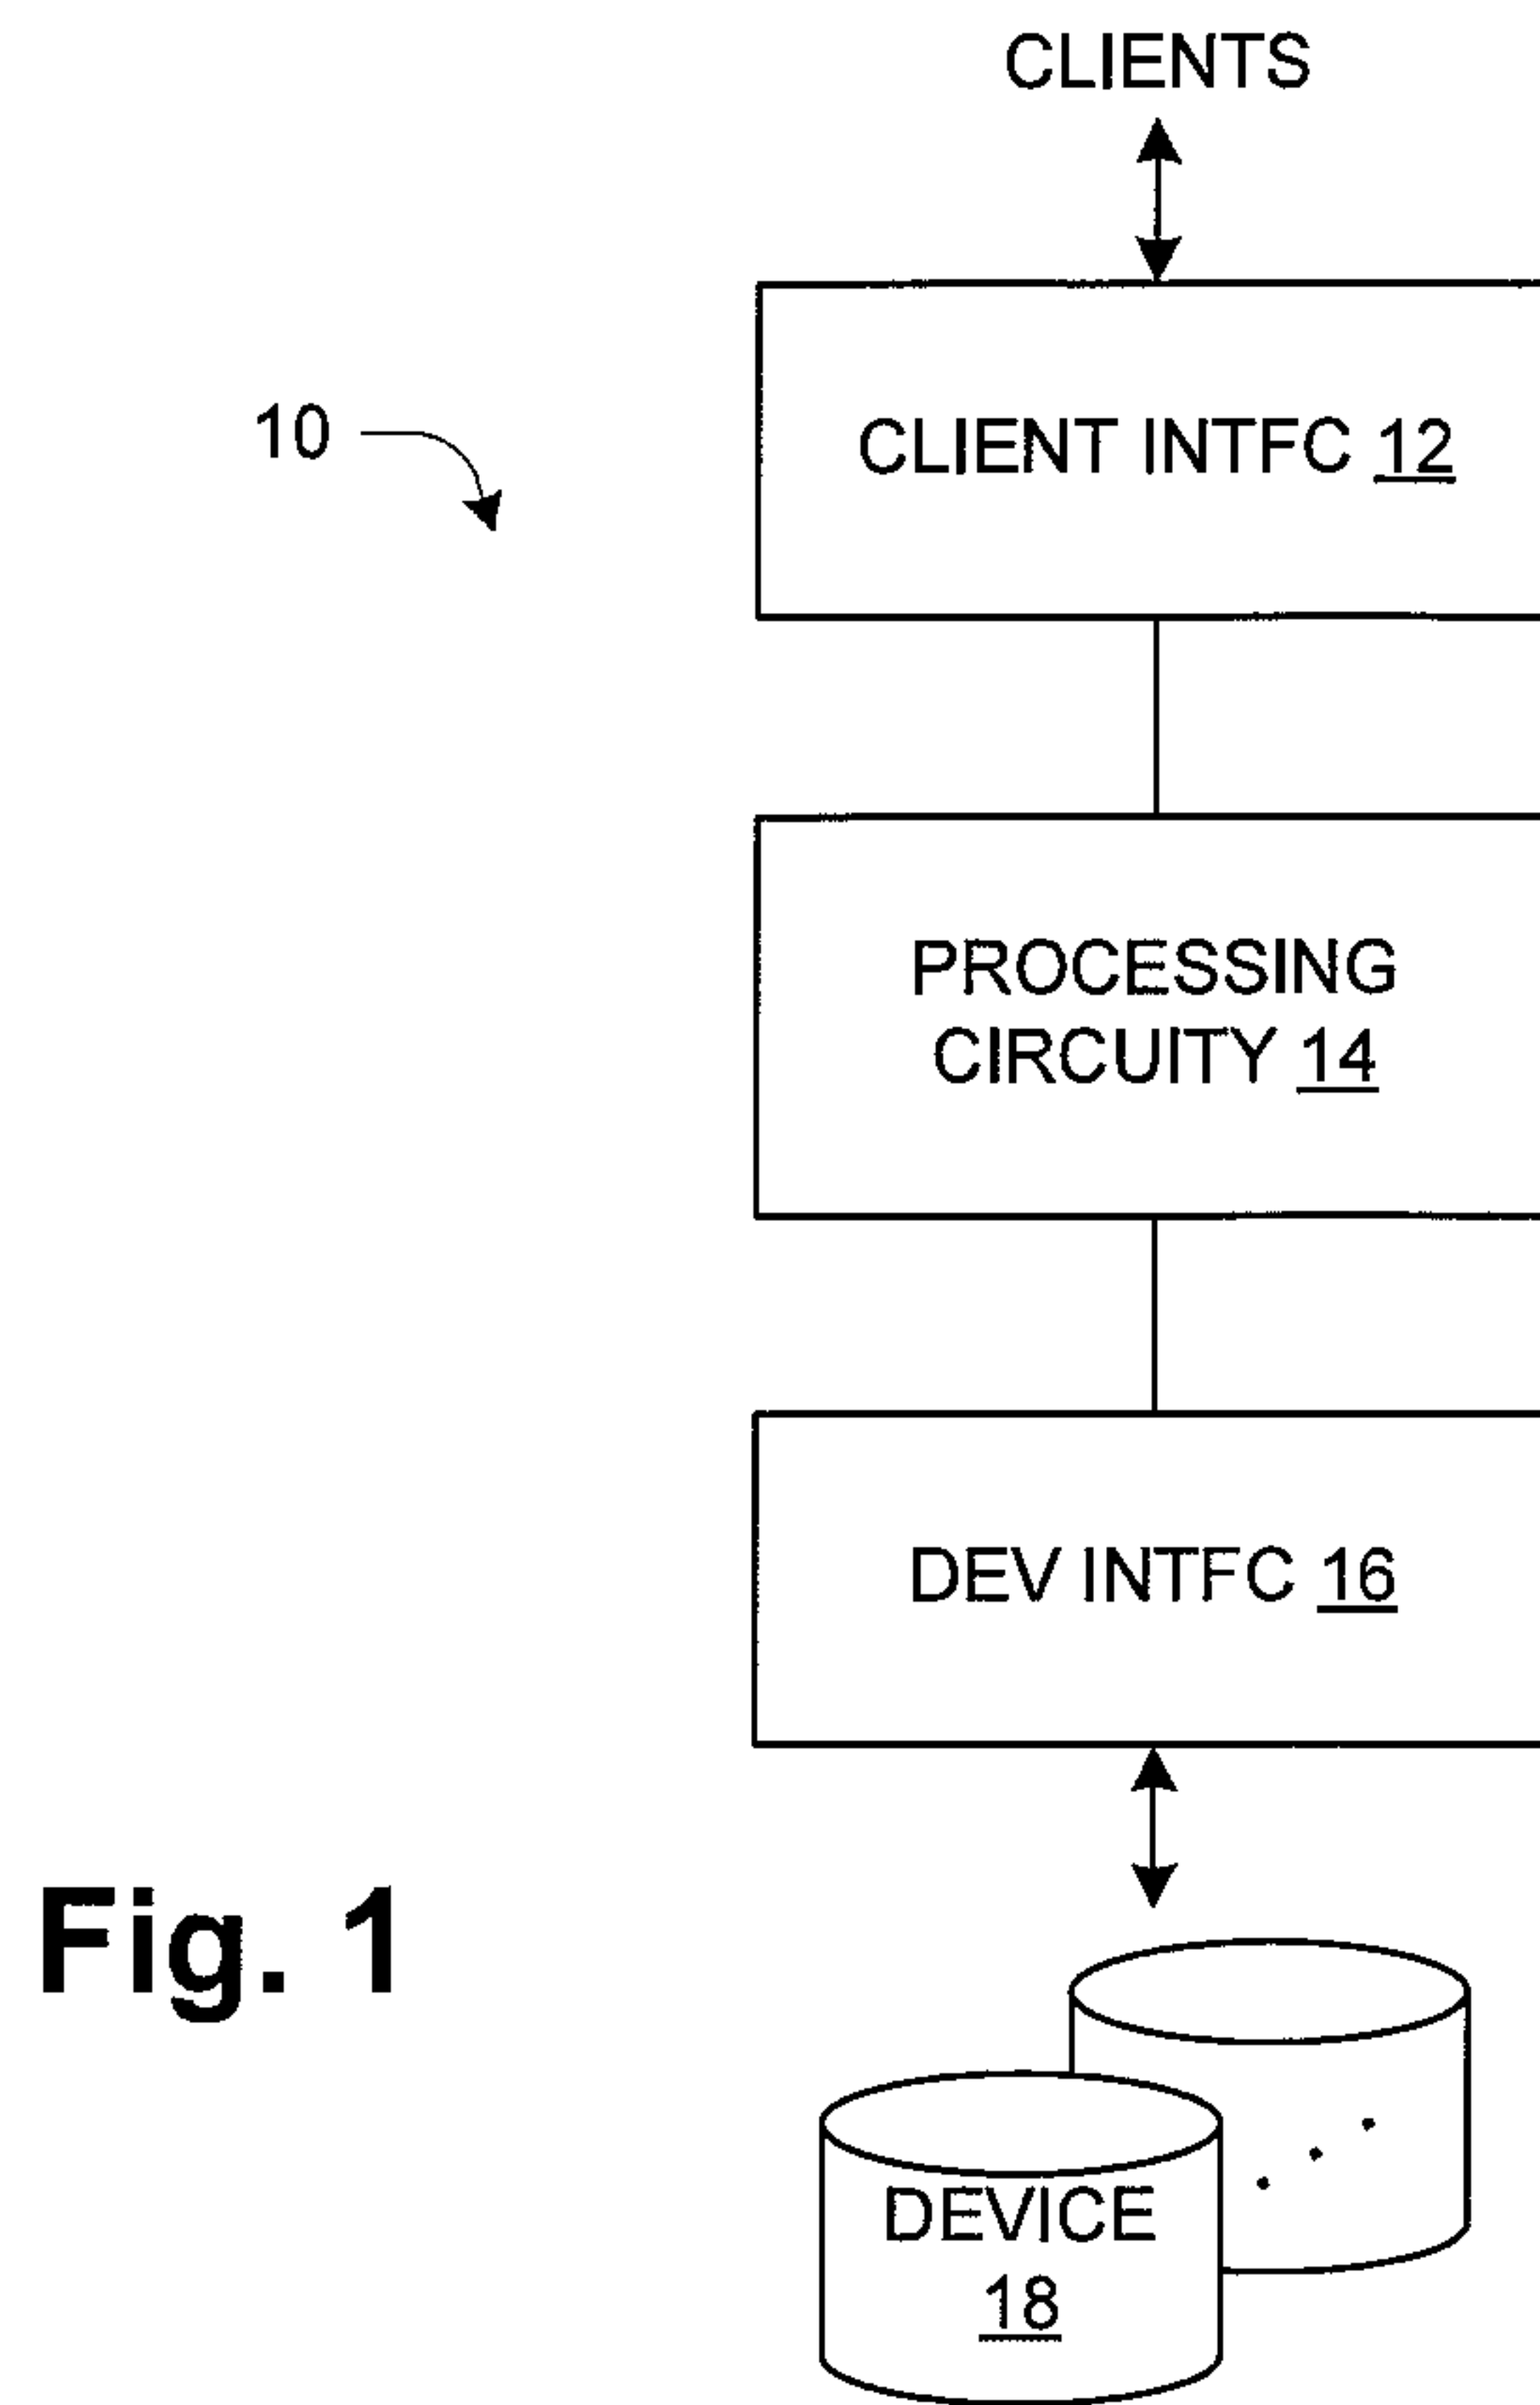 CLIENTS
10
CLIENT INTFC 12
PROCESSING
CIRCUITY 14
DEV INTFC 16
Fig. 1
DEVICE
18